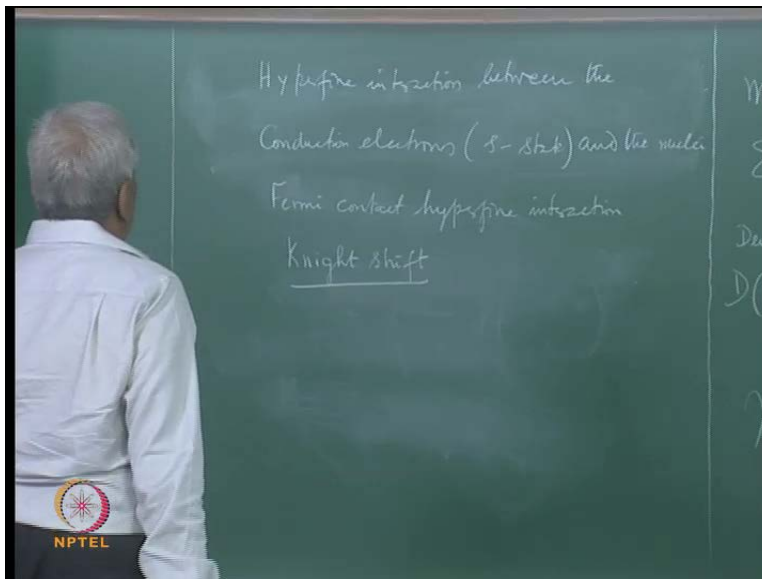 Hyperfine interaction between the
Conduction electrons (s-state) and the nuclei
Fermi contact hyperfine interaction
Knight shift
D(
NPTEL